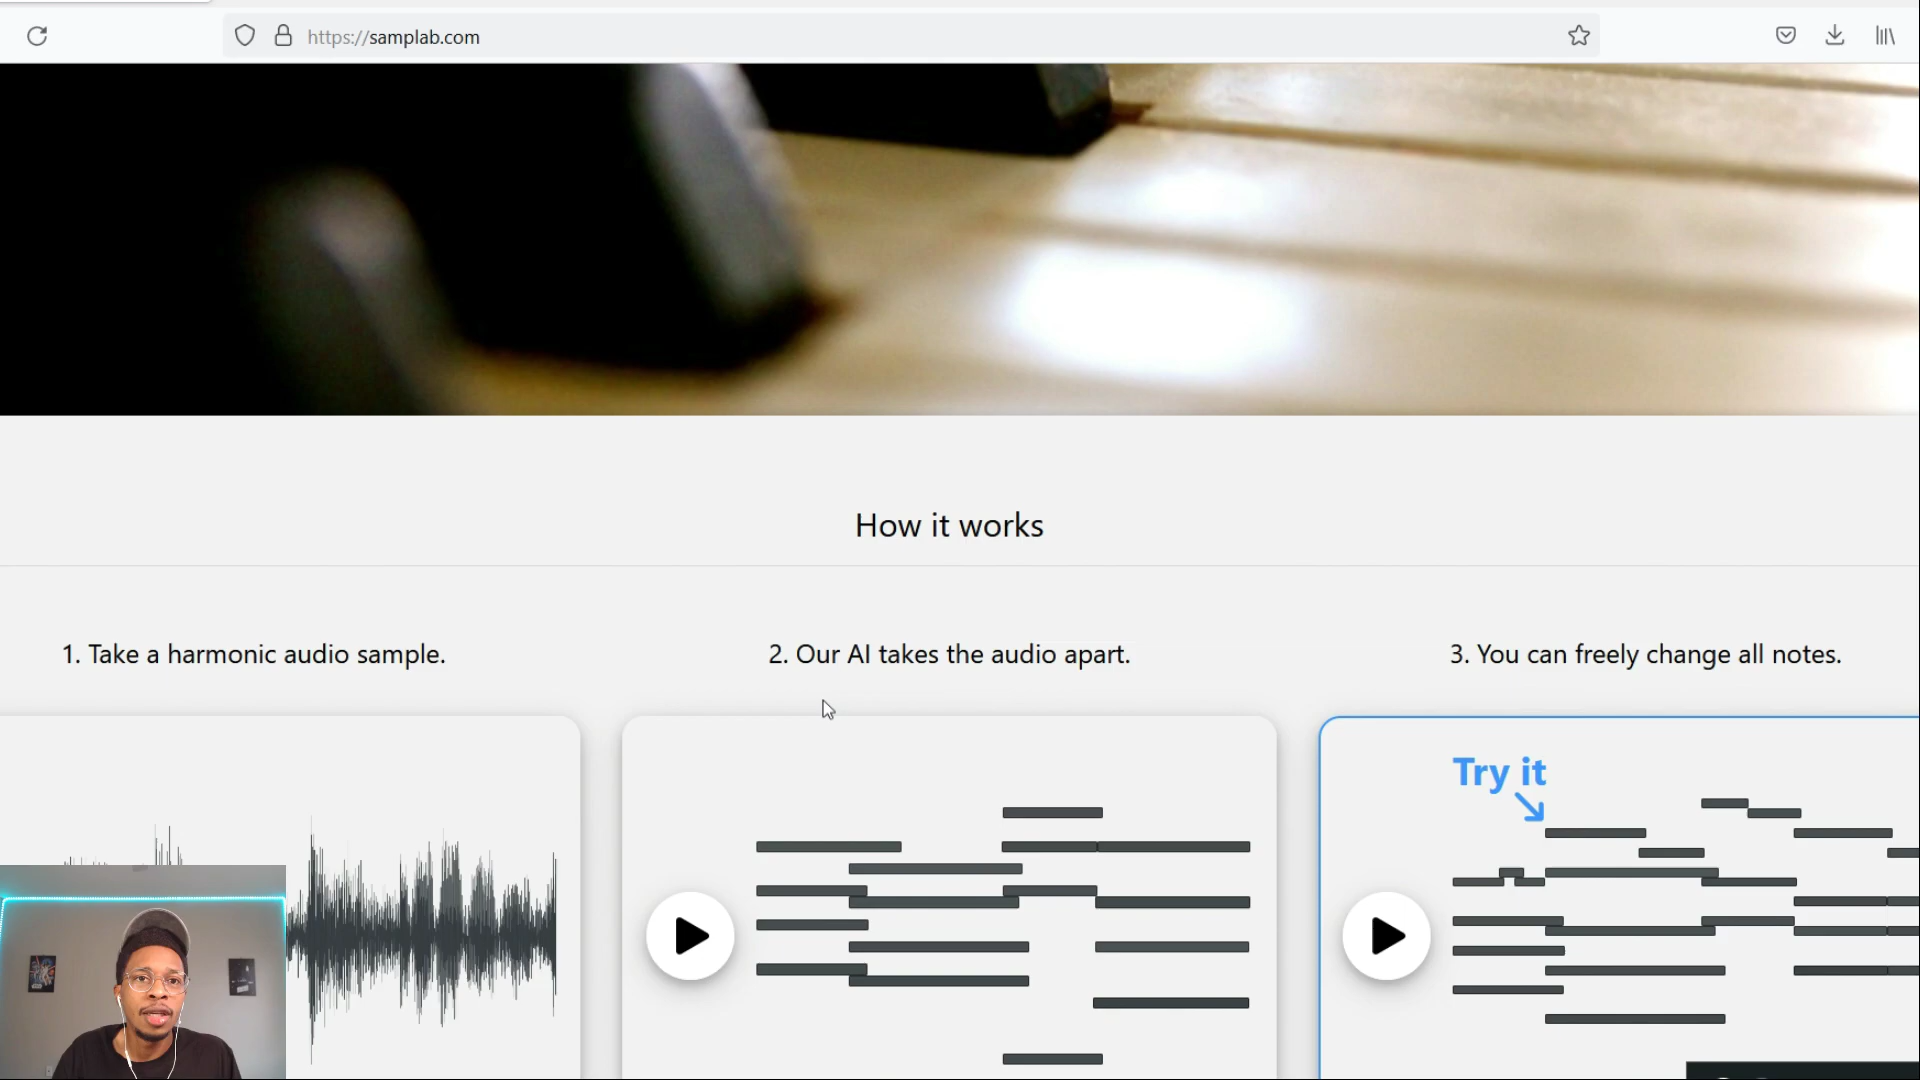 https://samplab.com
How it works
1. Take a harmonic audio sample.
2. Our AI takes the audio apart.
3. You can freely change all notes.
Try it